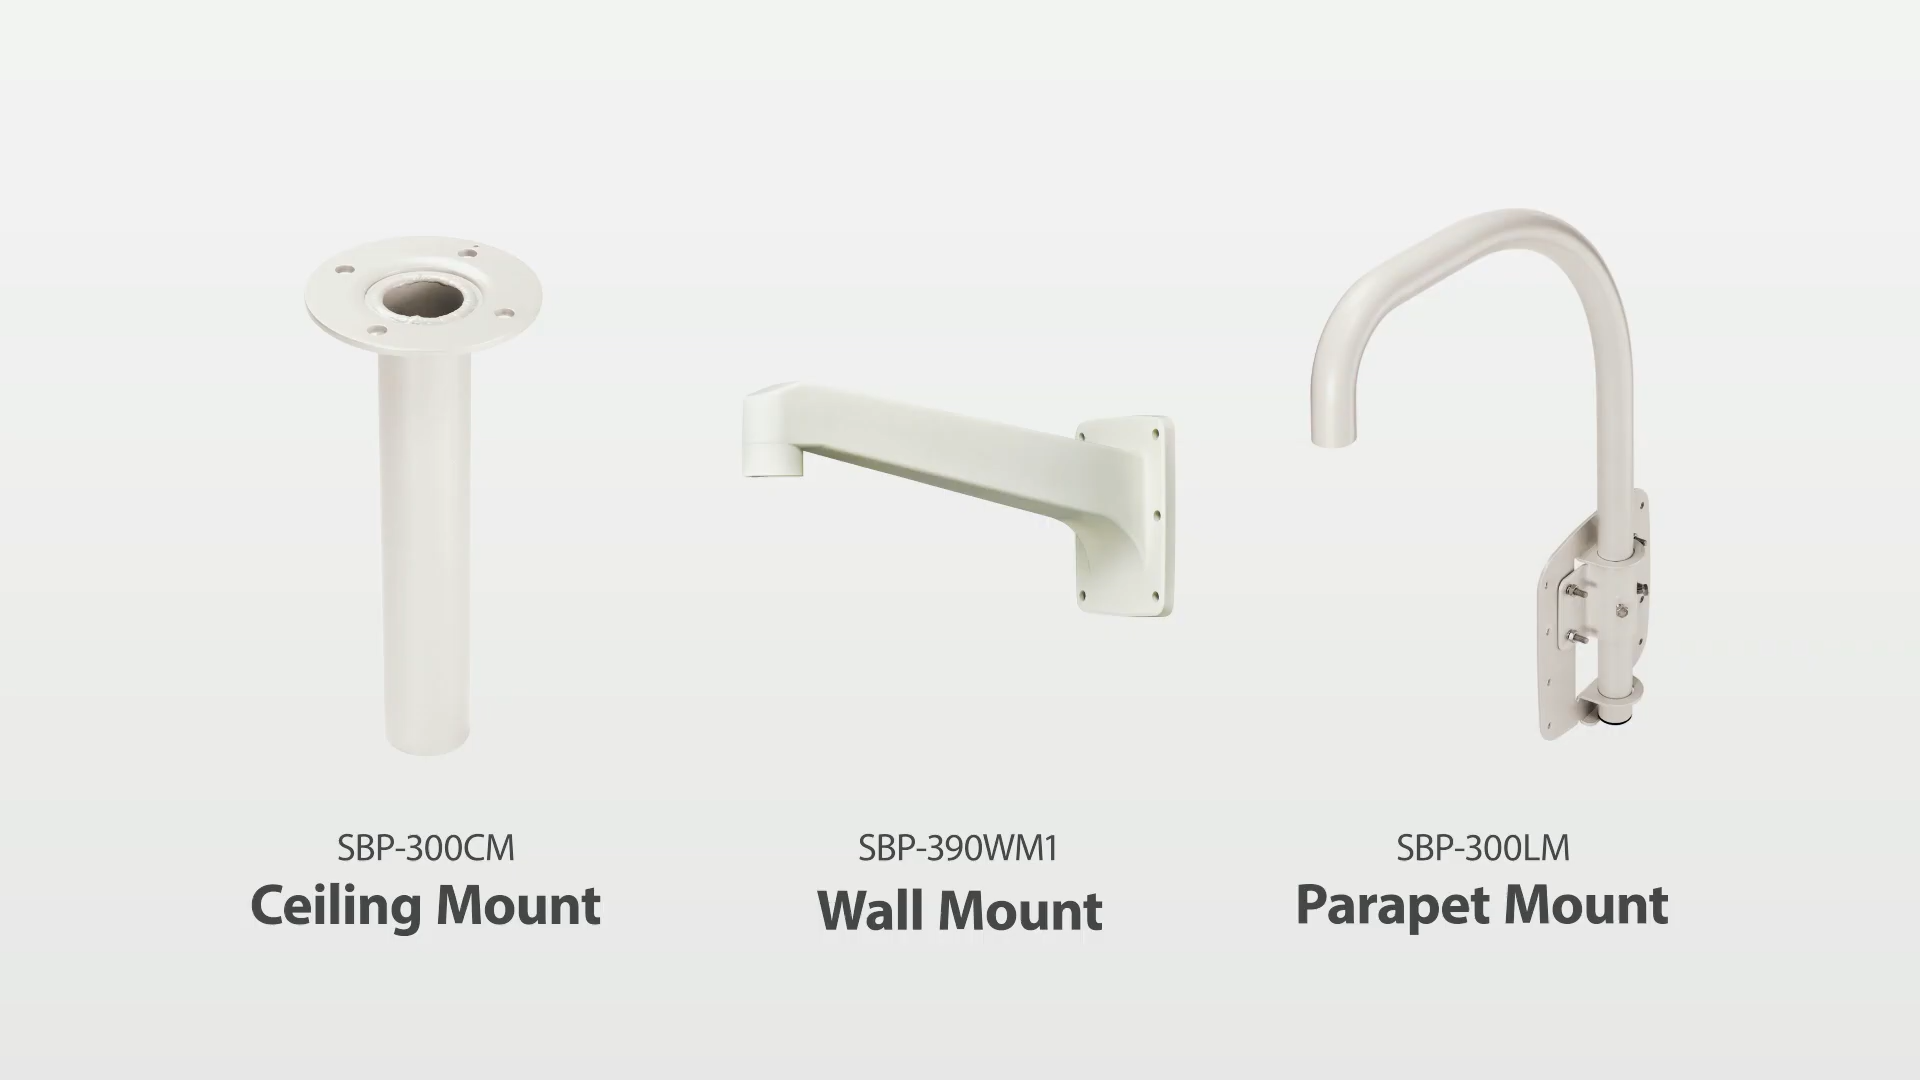 SBP-300CM
Ceiling Mount
SBP-390WM1
Wall Mount
SBP-300LM
Parapet Mount